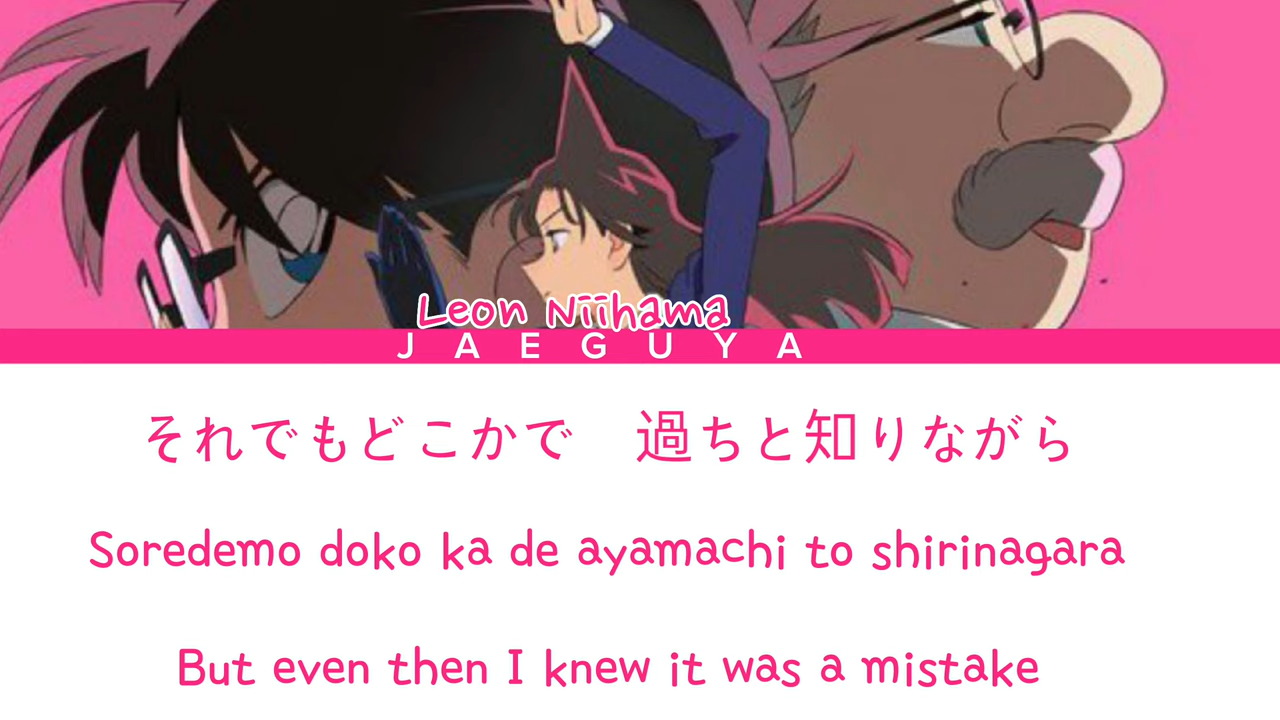 Leon Niihama
JAEGUYA
それでもどこかで　過ちと知りながら
Soredemo doko ka de ayamachi to shirinagara
But even then I knew it was a mistake